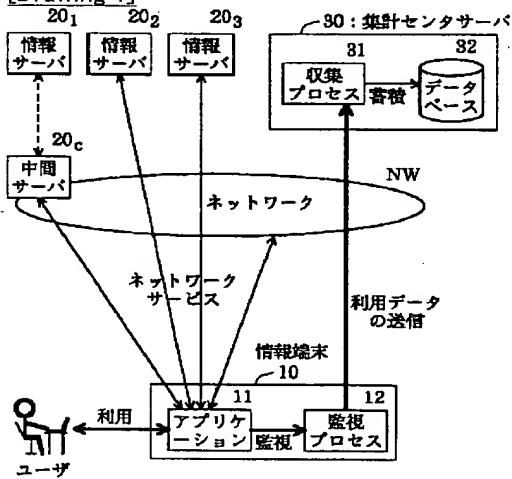 20₁
20₂
20₃
情報
サーバ
情報
サーバ
情報
サーバ
30：集計センタサーバ
31
32
収集
プロセス
蓄積
データ
ベース
20c
中間
サーバ
NW
ネットワーク
ネットワーク
サービス
利用データ
の送信
情報端末
10
11
12
利用
アプリケ
ーション
監視
監視
プロセス
ユーザ